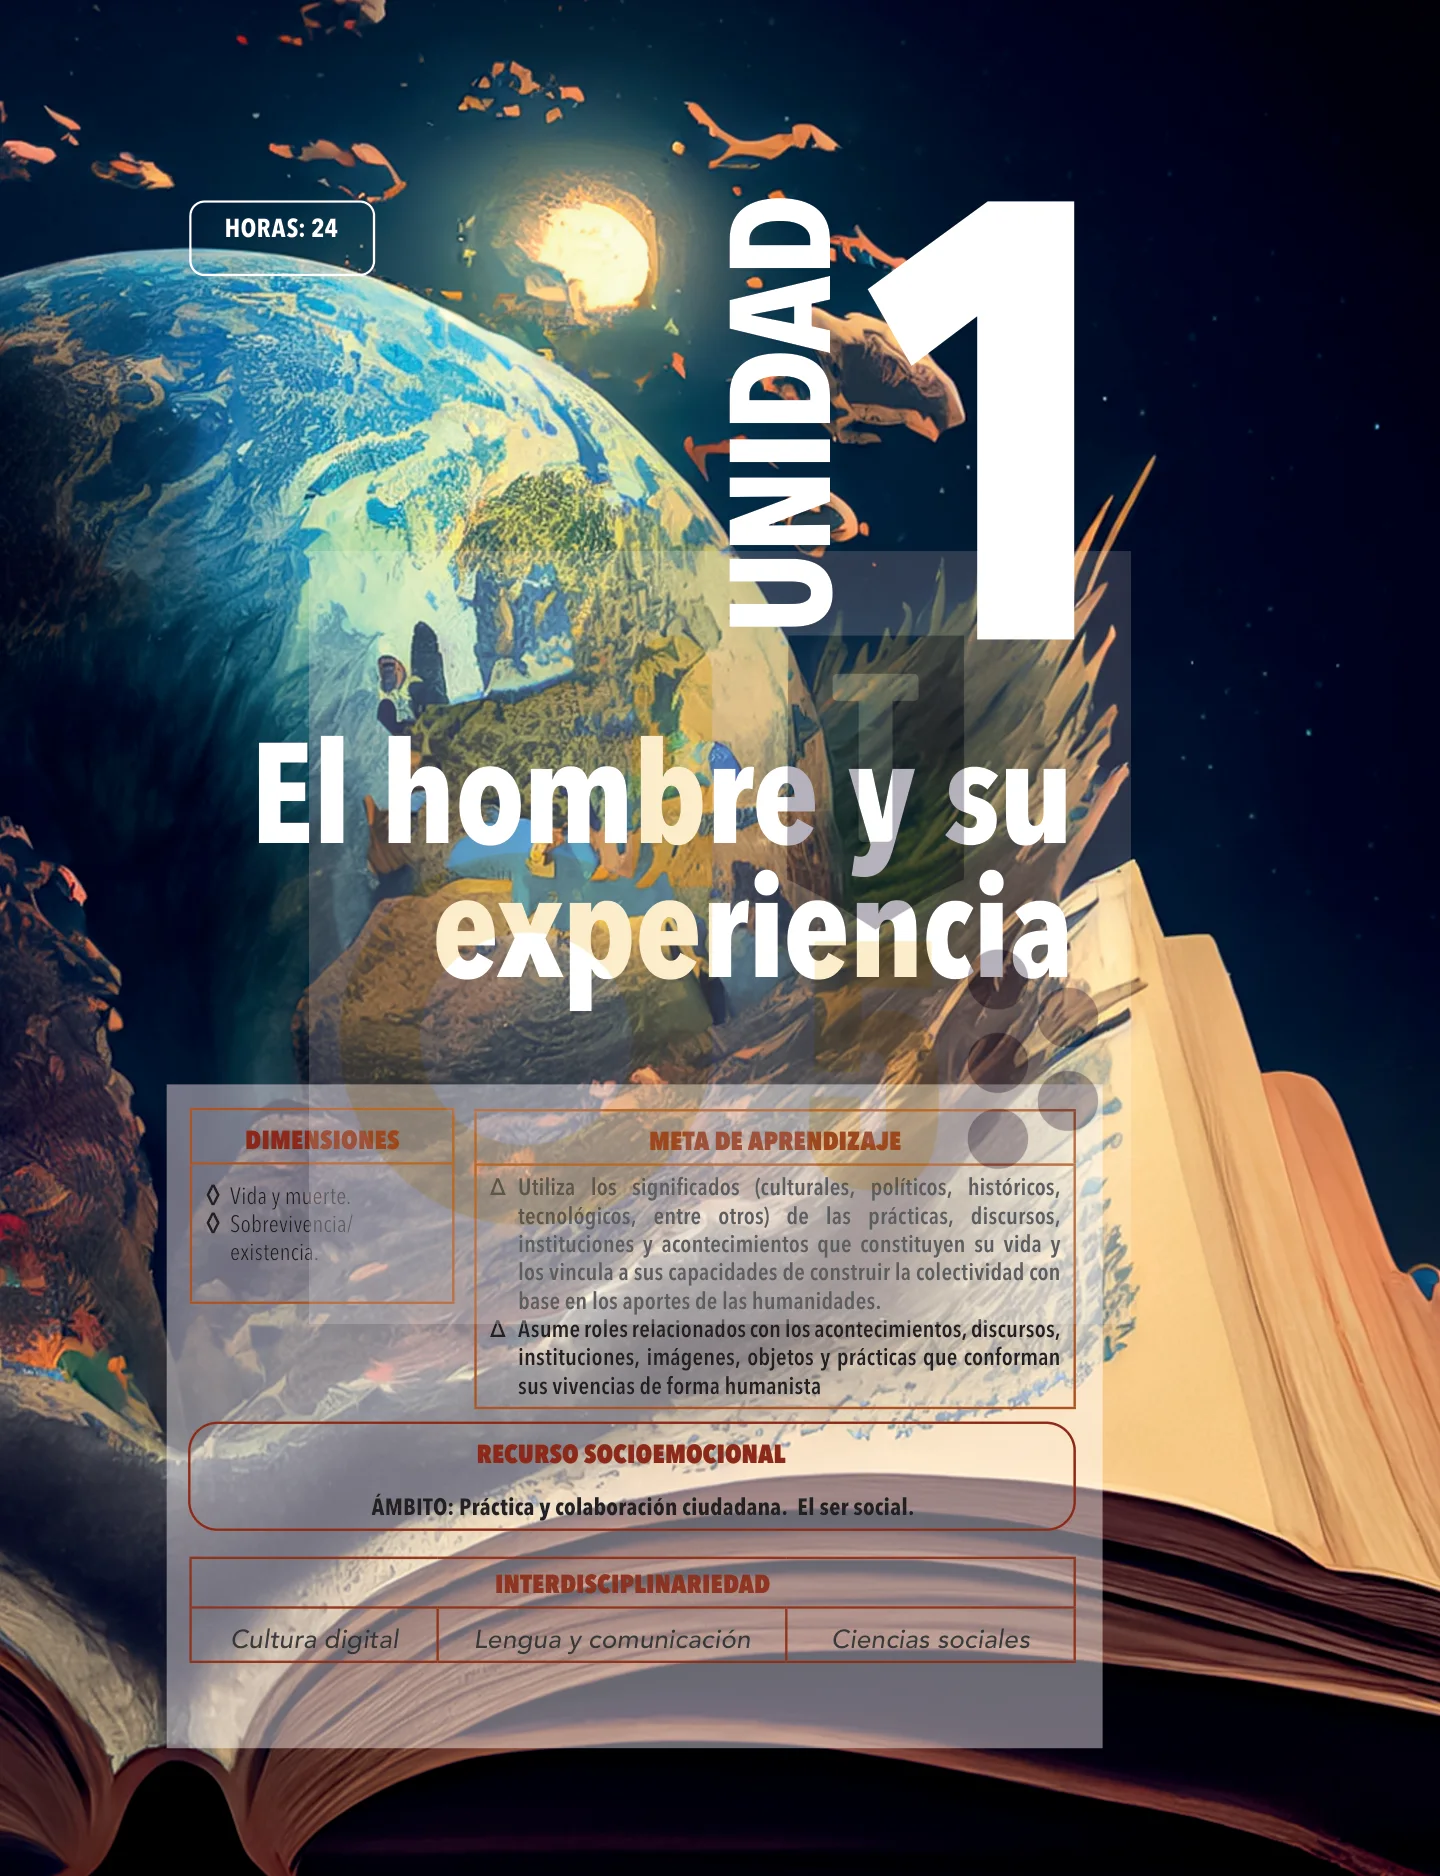 HORAS: 24
UNIDAD 1
El hombre y su
experiencia
DIMENSIONES
◊ Vida y muerte.
◊ Sobrevivencia/
existencia.
META DE APRENDIZAJE
Δ Utiliza los significados (culturales, políticos, históricos,
tecnológicos, entre otros) de las prácticas, discursos,
instituciones y acontecimientos que constituyen su vida y
los vincula a sus capacidades de construir la colectividad con
base en los aportes de las humanidades.
Δ Asume roles relacionados con los acontecimientos, discursos,
instituciones, imágenes, objetos y prácticas que conforman
sus vivencias de forma humanista
RECURSO SOCIOEMOCIONAL
ÁMBITO: Práctica y colaboración ciudadana. El ser social.
INTERDISCIPLINARIEDAD
Cultura digital
Lengua y comunicación
Ciencias sociales